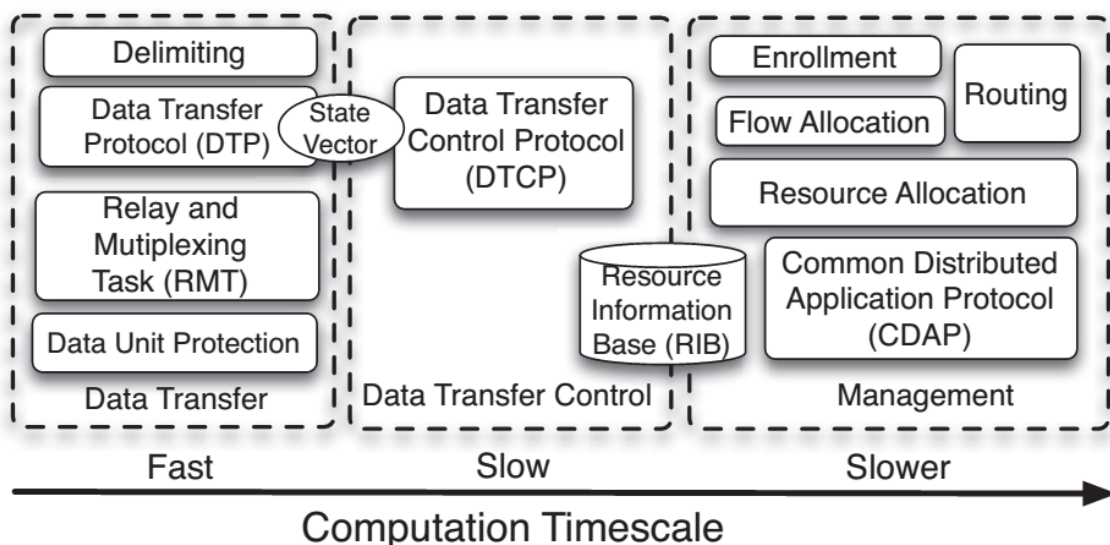 Delimiting
Data Transfer
Protocol (DTP)
Relay and
Mutiplexing
Task (RMT)
Data Unit Protection
Data Transfer
State
Vector
Data Transfer
Control Protocol
(DTCP)
Resource
Information
Base (RIB)
Data Transfer Control
Enrollment
Routing
Flow Allocation
Resource Allocation
Common Distributed
Application Protocol
(CDAP)
Management
Fast
Slow
Slower
Computation Timescale